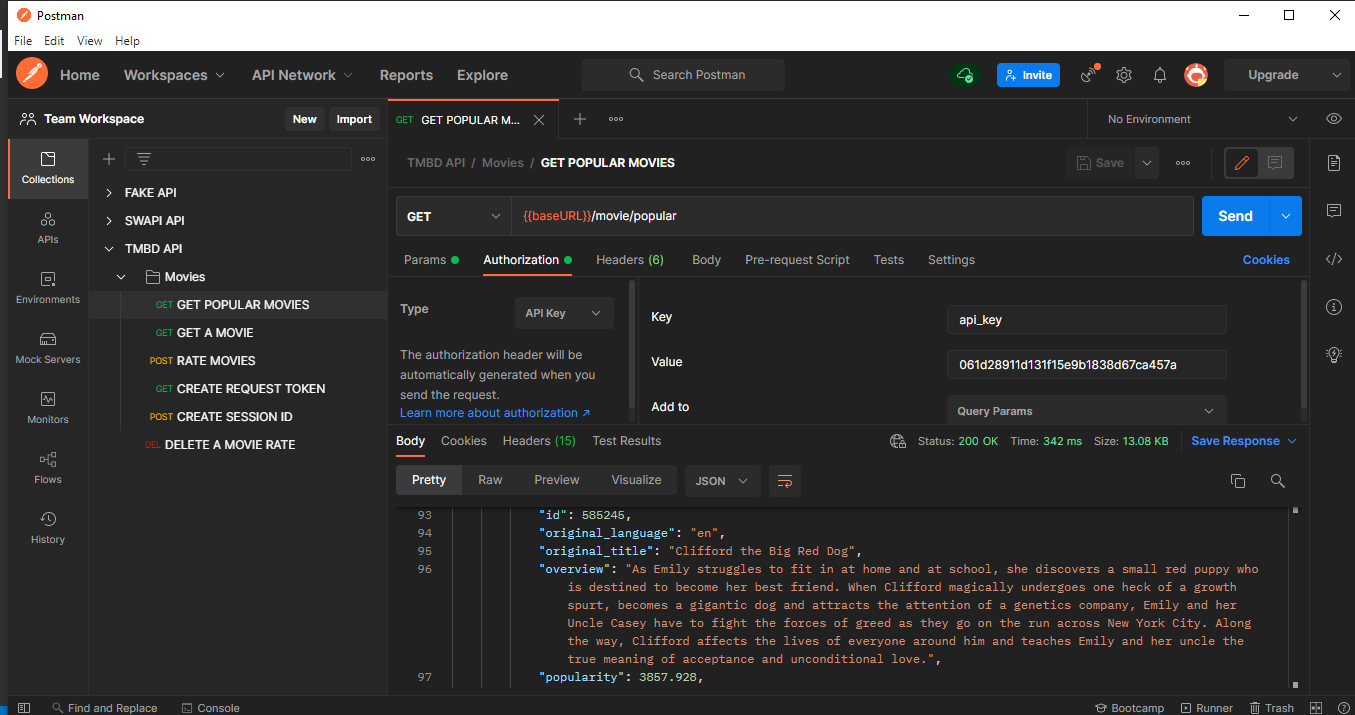 Postman
File Edit View Help
Home Workspaces API Network Reports Explore Search Postman Invite Upgrade
Team Workspace New Import
GET GET POPULAR M... No Environment
Collections
APIs
Environments
Mock Servers
Monitors
Flows
History
FAKE API
SWAPI API
TMBD API
Movies
GET GET POPULAR MOVIES
GET GET A MOVIE
POST RATE MOVIES
GET CREATE REQUEST TOKEN
POST CREATE SESSION ID
DEL DELETE A MOVIE RATE
TMBD API / Movies / GET POPULAR MOVIES Save
GET {{baseURL}}/movie/popular Send
Params Authorization Headers (6) Body Pre-request Script Tests Settings Cookies
Type API Key
The authorization header will be
automatically generated when you
send the request.
Learn more about authorization ↗
Key api_key
Value 061d28911d131f15e9b1838d67ca457a
Add to Query Params
Body Cookies Headers (15) Test Results Status: 200 OK Time: 342 ms Size: 13.08 KB Save Response
Pretty Raw Preview Visualize JSON
93 "id": 585245,
94 "original_language": "en",
95 "original_title": "Clifford the Big Red Dog",
96 "overview": "As Emily struggles to fit in at home and at school, she discovers a small red puppy who
is destined to become her best friend. When Clifford magically undergoes one heck of a growth
spurt, becomes a gigantic dog and attracts the attention of a genetics company, Emily and her
Uncle Casey have to fight the forces of greed as they go on the run across New York City. Along
the way, Clifford affects the lives of everyone around him and teaches Emily and her uncle the
true meaning of acceptance and unconditional love.",
97 "popularity": 3857.928,
Find and Replace Console Bootcamp Runner Trash